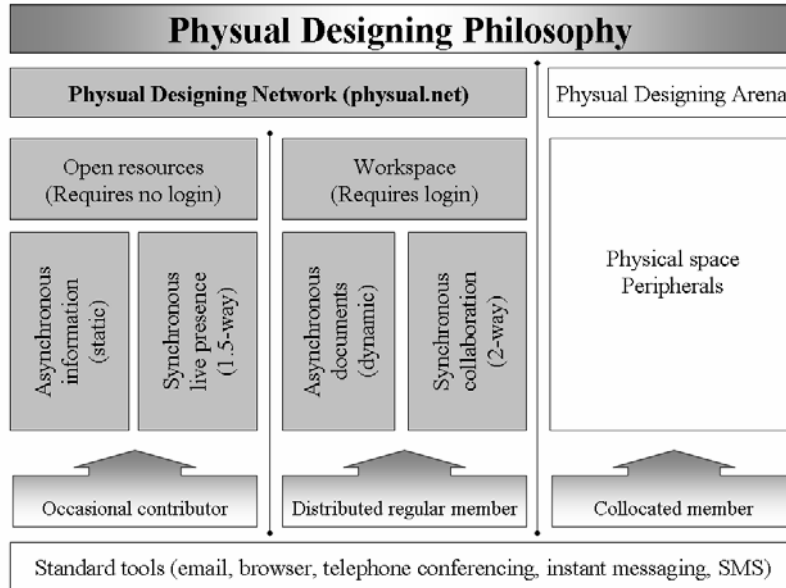 Physual Designing Philosophy
Physual Designing Network (physual.net)
Physual Designing Arena
Open resources
(Requires no login)
Workspace
(Requires login)
Asynchronous
information
(static)
Synchronous
live presence
(1.5-way)
Asynchronous
documents
(dynamic)
Synchronous
collaboration
(2-way)
Physical space
Peripherals
Occasional contributor
Distributed regular member
Collocated member
Standard tools (email, browser, telephone conferencing, instant messaging, SMS)